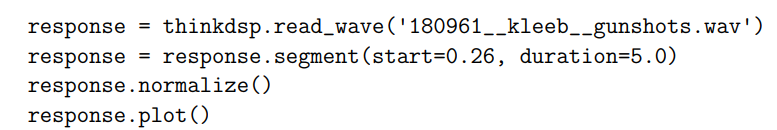 response = thinkdsp.read_wave('180961__kleeb__gunshots.wav')
response = response.segment(start=0.26, duration=5.0)
response.normalize()
response.plot()